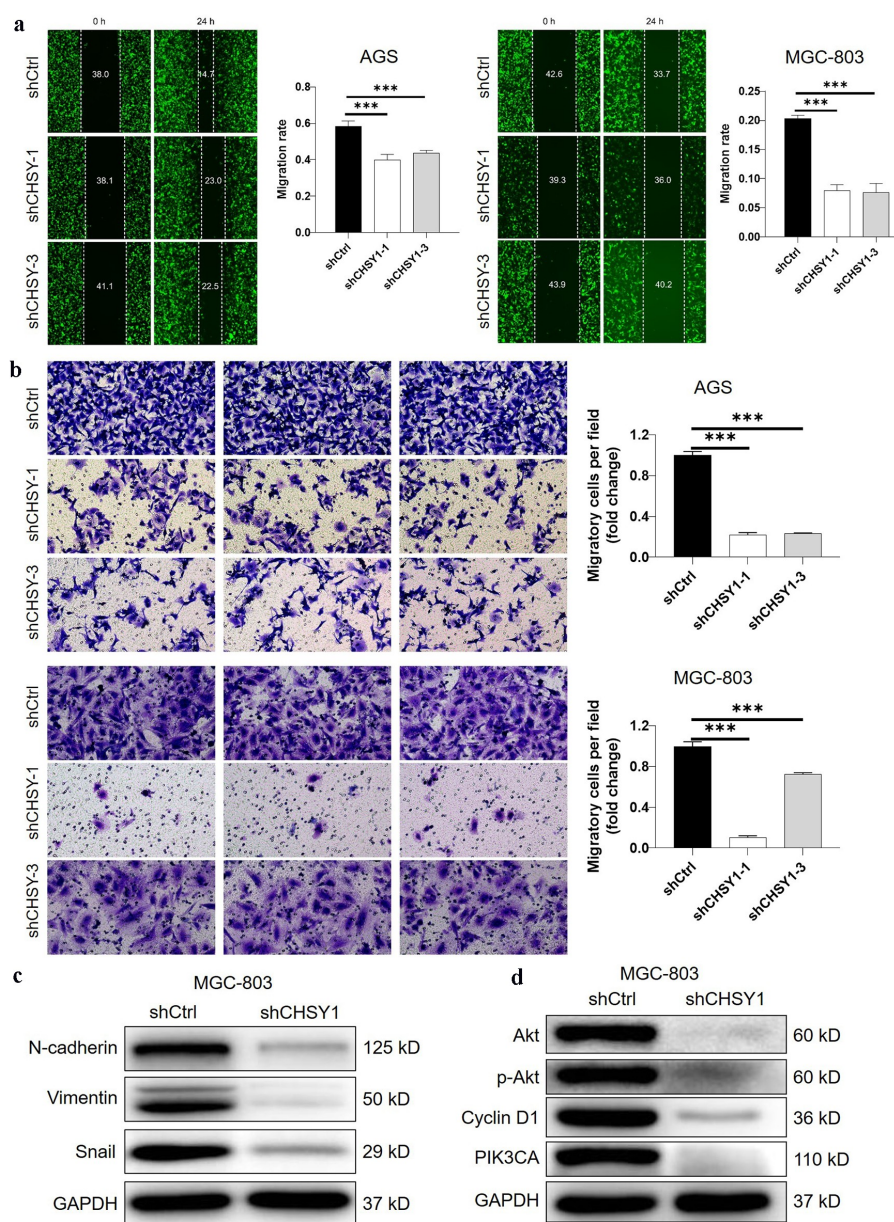 a
0 h
24 h
0 h
24 h
shCtrl
38.0
14.7
shCHSY-1
38.1
23.0
shCHSY-3
41.1
22.5
AGS
Migration rate
0.8
0.6
0.4
0.2
0.0
***
***
shCtrl
shCHSY1-1
shCHSY1-3
shCtrl
42.6
33.7
shCHSY-1
39.3
36.0
shCHSY-3
43.9
40.2
MGC-803
Migration rate
0.25
0.20
0.15
0.10
0.05
0.00
***
***
shCtrl
shCHSY1-1
shCHSY1-3
b
shCtrl
shCHSY-1
shCHSY-3
AGS
Migratory cells per field
(fold change)
1.2
0.8
0.4
0.0
***
***
shCtrl
shCHSY1-1
shCHSY1-3
shCtrl
shCHSY-1
shCHSY-3
MGC-803
Migratory cells per field
(fold change)
1.2
0.8
0.4
0.0
***
***
shCtrl
shCHSY1-1
shCHSY1-3
c
MGC-803
shCtrl shCHSY1
N-cadherin 125 kD
Vimentin 50 kD
Snail 29 kD
GAPDH 37 kD
d
MGC-803
shCtrl shCHSY1
Akt 60 kD
p-Akt 60 kD
Cyclin D1 36 kD
PIK3CA 110 kD
GAPDH 37 kD